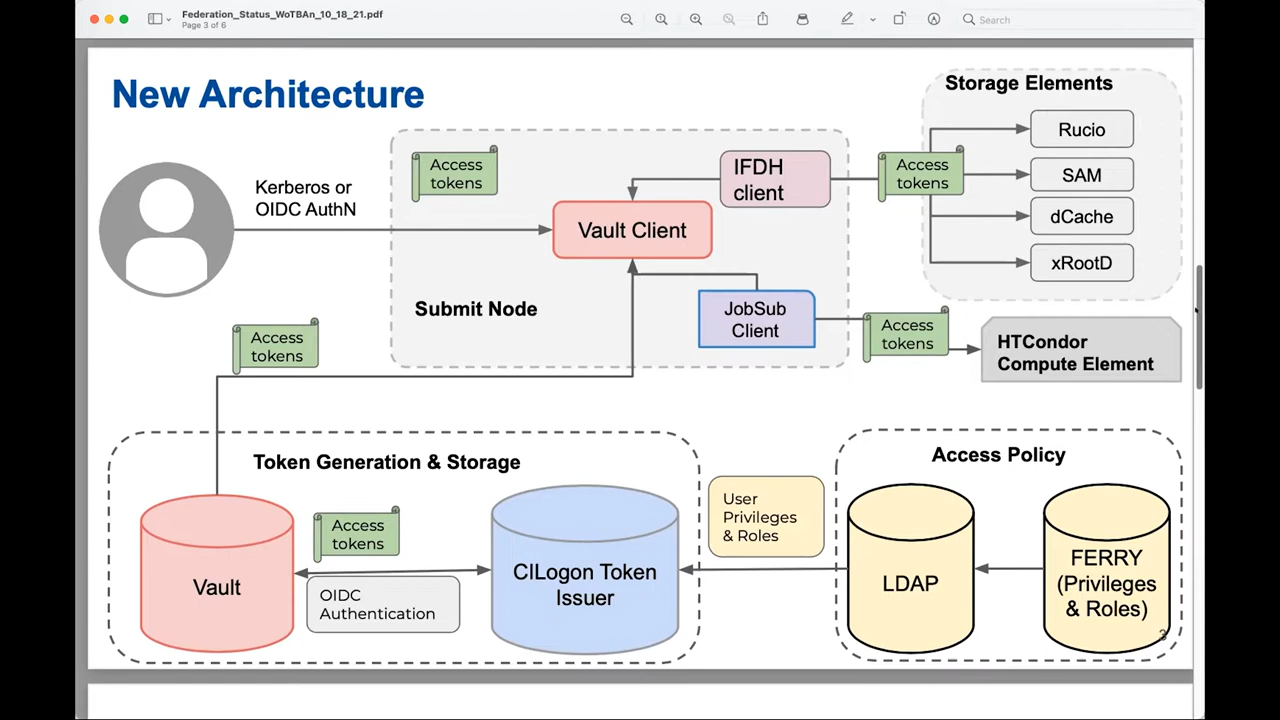 Federation_Status_WoTBAn_10_18_21.pdf
Page 3 of 6
Search
New Architecture
Storage Elements
Rucio
SAM
dCache
xRootD
Access
tokens
IFDH
client
Access
tokens
Kerberos or
OIDC AuthN
Vault Client
Submit Node
JobSub
Client
Access
tokens
HTCondor
Compute Element
Access
tokens
Token Generation & Storage
Access Policy
User
Privileges
& Roles
Access
tokens
Vault
OIDC
Authentication
CILogon Token
Issuer
LDAP
FERRY
(Privileges
& Roles)
3